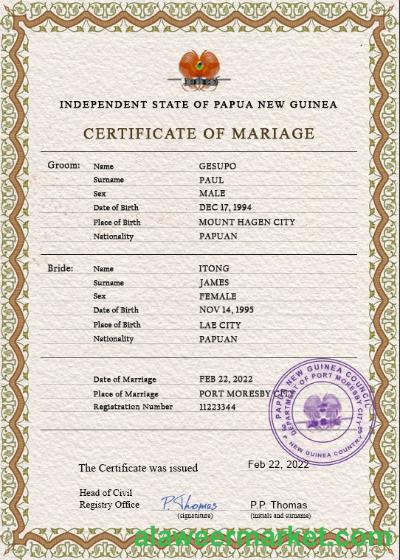 INDEPENDENT STATE OF PAPUA NEW GUINEA
CERTIFICATE OF MARIAGE
Groom: Name GESUPO
Surname PAUL
Sex MALE
Date of Birth DEC 17, 1994
Place of Birth MOUNT HAGEN CITY
Nationality PAPUAN
Bride: Name ITONG
Surname JAMES
Sex FEMALE
Date of Birth NOV 14, 1995
Place of Birth LAE CITY
Nationality PAPUAN
Date of Marriage FEB 22, 2022
Place of Marriage PORT MORESBY CITY
Registration Number 11223344
PAPUA NEW GUINEA COUNCIL
DEPARTMENT OF PORT MORESBY CITY
NEW GUINEA COUNTRY
The Certificate was issued Feb 22, 2022
Head of Civil
Registry Office P.Thomas P.P. Thomas
(signature) (initials and surname)
alaweermarket.com